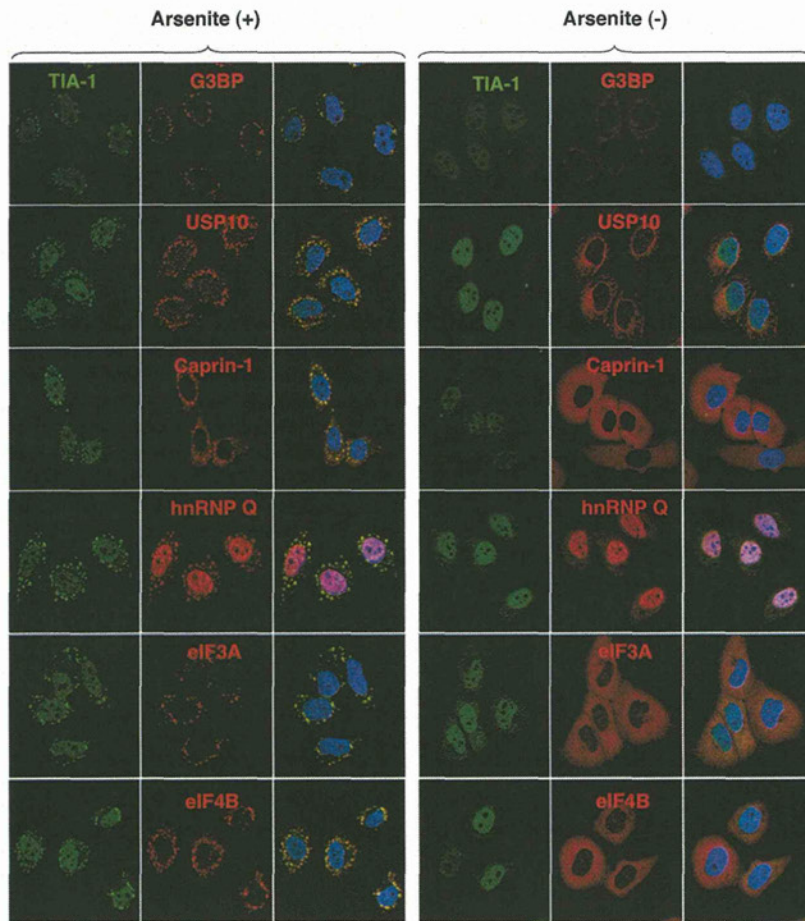 Arsenite (+) Arsenite (-)
TIA-1 G3BP TIA-1 G3BP
USP10 USP10
Caprin-1 Caprin-1
hnRNP Q hnRNP Q
eIF3A eIF3A
eIF4B eIF4B